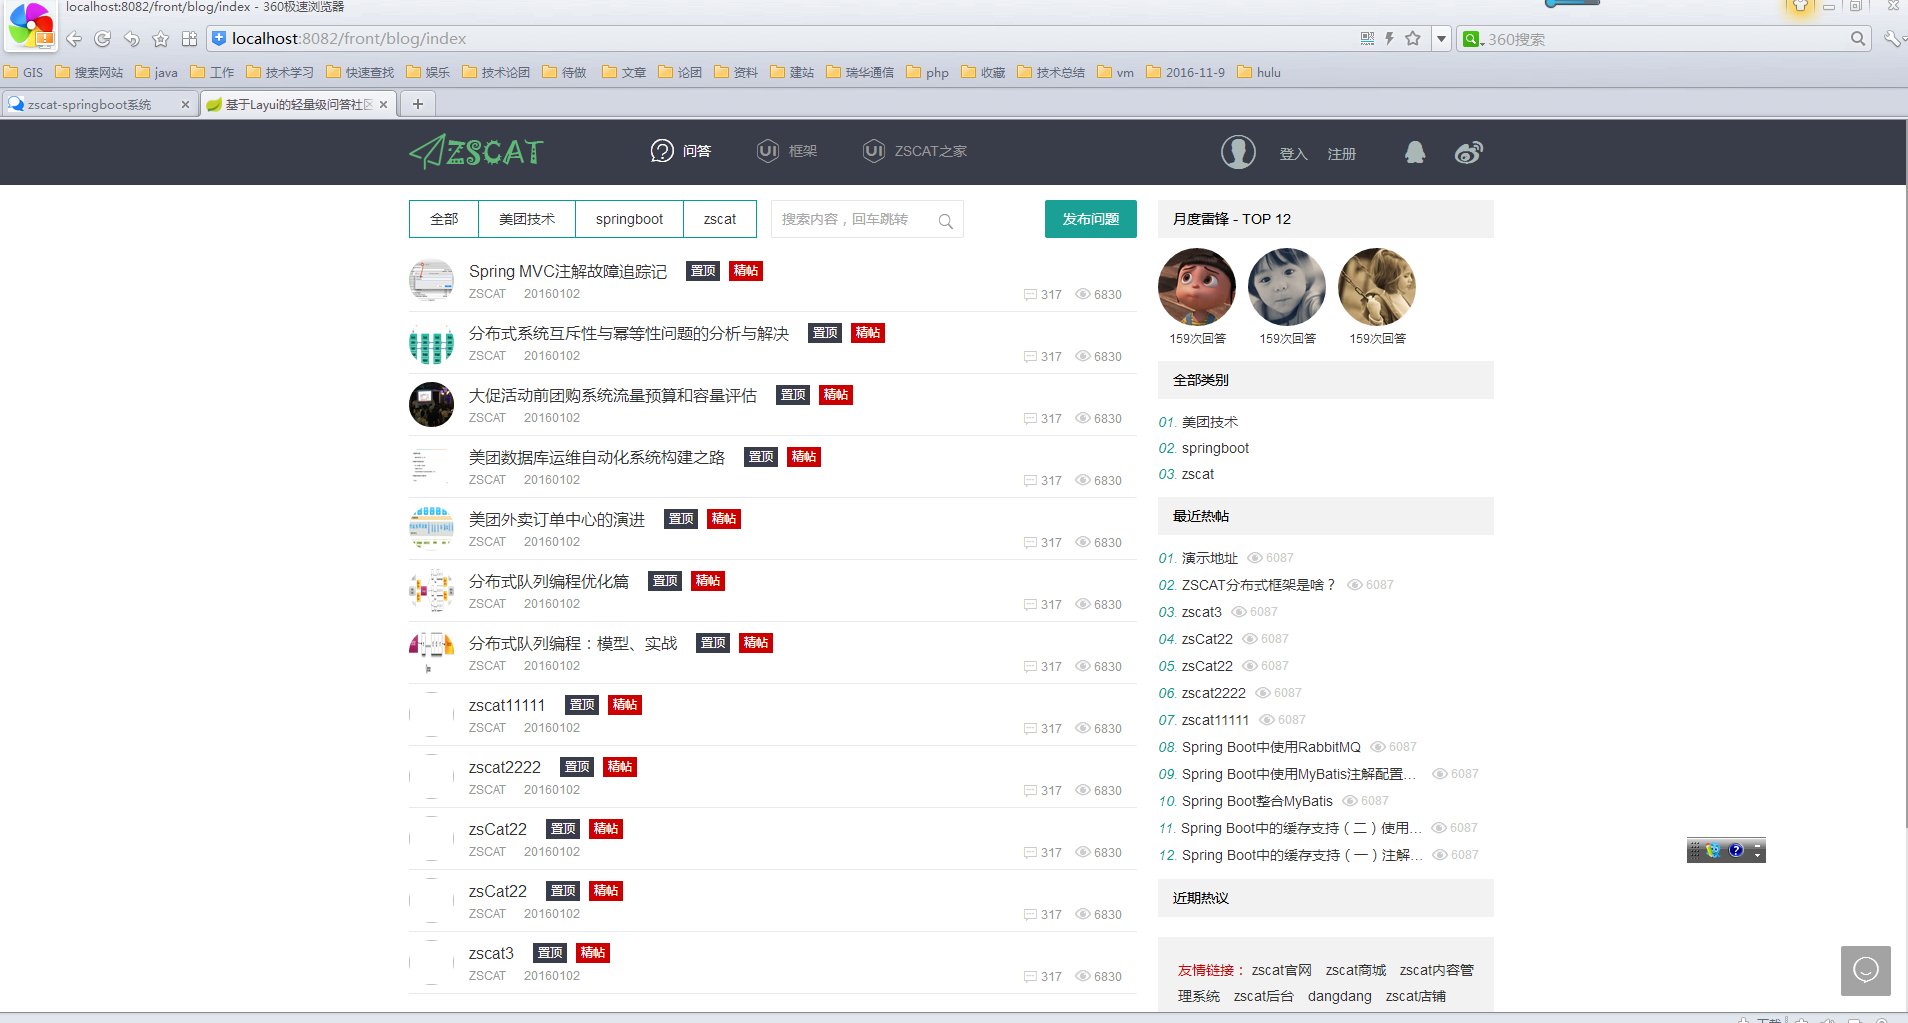 localhost:8082/front/blog/index - 360极速浏览器
localhost:8082/front/blog/index
360搜索
GIS 搜索网站 java 工作 技术学习 快速查找 娱乐 技术论团 待做 文章 论团 资料 建站 瑞华通信 php 收藏 技术总结 vm 2016-11-9 hulu
zscat-springboot系统 基于Layui的轻量级问答社区
ZSCAT 问答 框架 ZSCAT之家 登入 注册
全部 美团技术 springboot zscat 搜索内容，回车跳转 发布问题
Spring MVC注解故障追踪记 置顶 精帖
ZSCAT 20160102 317 6830
分布式系统互斥性与幂等性问题的分析与解决 置顶 精帖
ZSCAT 20160102 317 6830
大促活动前团购系统流量预算和容量评估 置顶 精帖
ZSCAT 20160102 317 6830
美团数据库运维自动化系统构建之路 置顶 精帖
ZSCAT 20160102 317 6830
美团外卖订单中心的演进 置顶 精帖
ZSCAT 20160102 317 6830
分布式队列编程优化篇 置顶 精帖
ZSCAT 20160102 317 6830
分布式队列编程：模型、实战 置顶 精帖
ZSCAT 20160102 317 6830
zscat11111 置顶 精帖
ZSCAT 20160102 317 6830
zscat2222 置顶 精帖
ZSCAT 20160102 317 6830
zsCat22 置顶 精帖
ZSCAT 20160102 317 6830
zsCat22 置顶 精帖
ZSCAT 20160102 317 6830
zscat3 置顶 精帖
ZSCAT 20160102 317 6830
月度雷锋 - TOP 12
159次回答 159次回答 159次回答
全部类别
01. 美团技术
02. springboot
03. zscat
最近热帖
01. 演示地址 6087
02. ZSCAT分布式框架是啥？ 6087
03. zscat3 6087
04. zsCat22 6087
05. zsCat22 6087
06. zscat2222 6087
07. zscat11111 6087
08. Spring Boot中使用RabbitMQ 6087
09. Spring Boot中使用MyBatis注解配置... 6087
10. Spring Boot整合MyBatis 6087
11. Spring Boot中的缓存支持（二）使用... 6087
12. Spring Boot中的缓存支持（一）注解... 6087
近期热议
友情链接： zscat官网 zscat商城 zscat内容管
理系统 zscat后台 dangdang zscat店铺